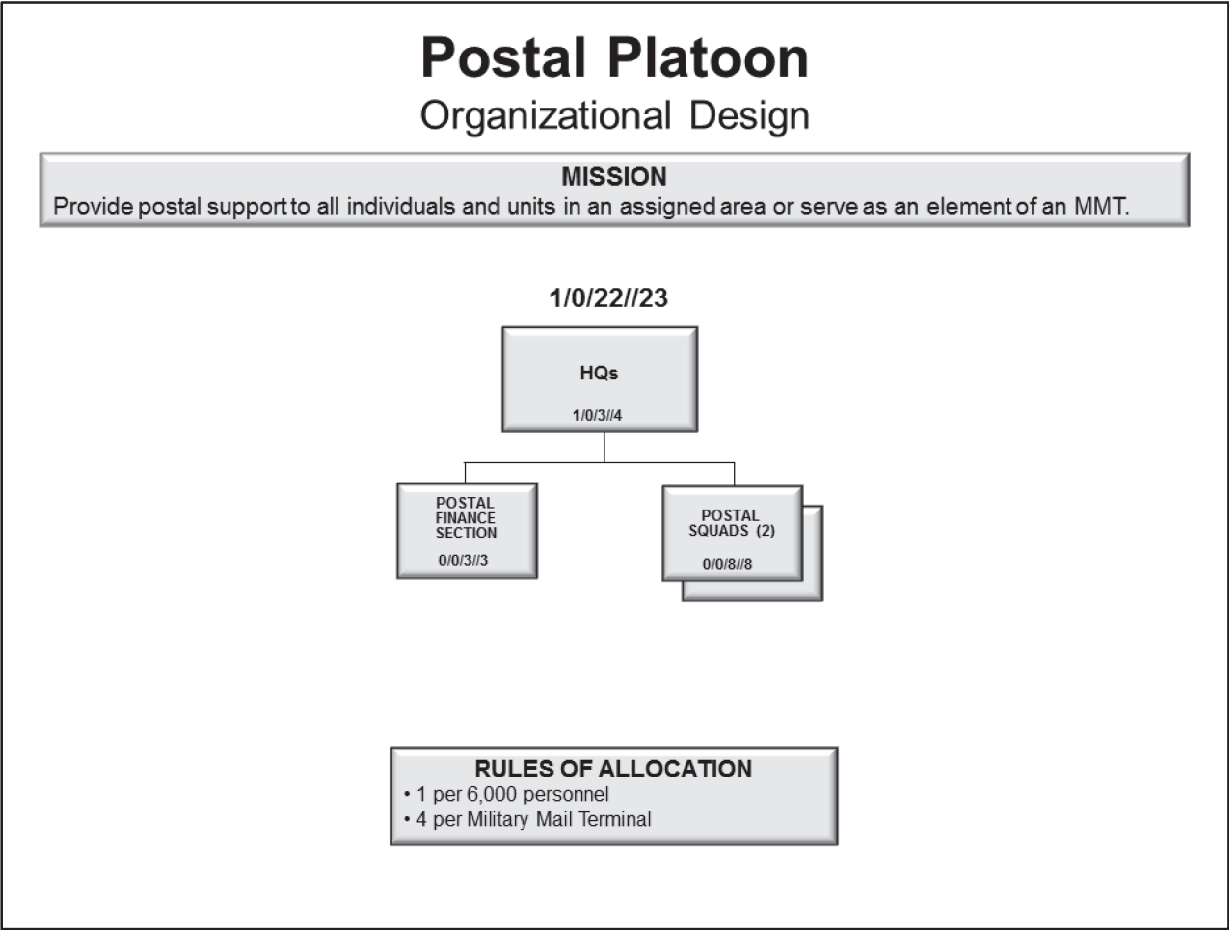 Postal Platoon
Organizational Design
MISSION
Provide postal support to all individuals and units in an assigned area or serve as an element of an MMT.
1/0/22//23
HQs
1/0/3//4
POSTAL
FINANCE
SECTION
0/0/3//3
POSTAL
SQUADS (2)
0/0/8//8
RULES OF ALLOCATION
• 1 per 6,000 personnel
• 4 per Military Mail Terminal